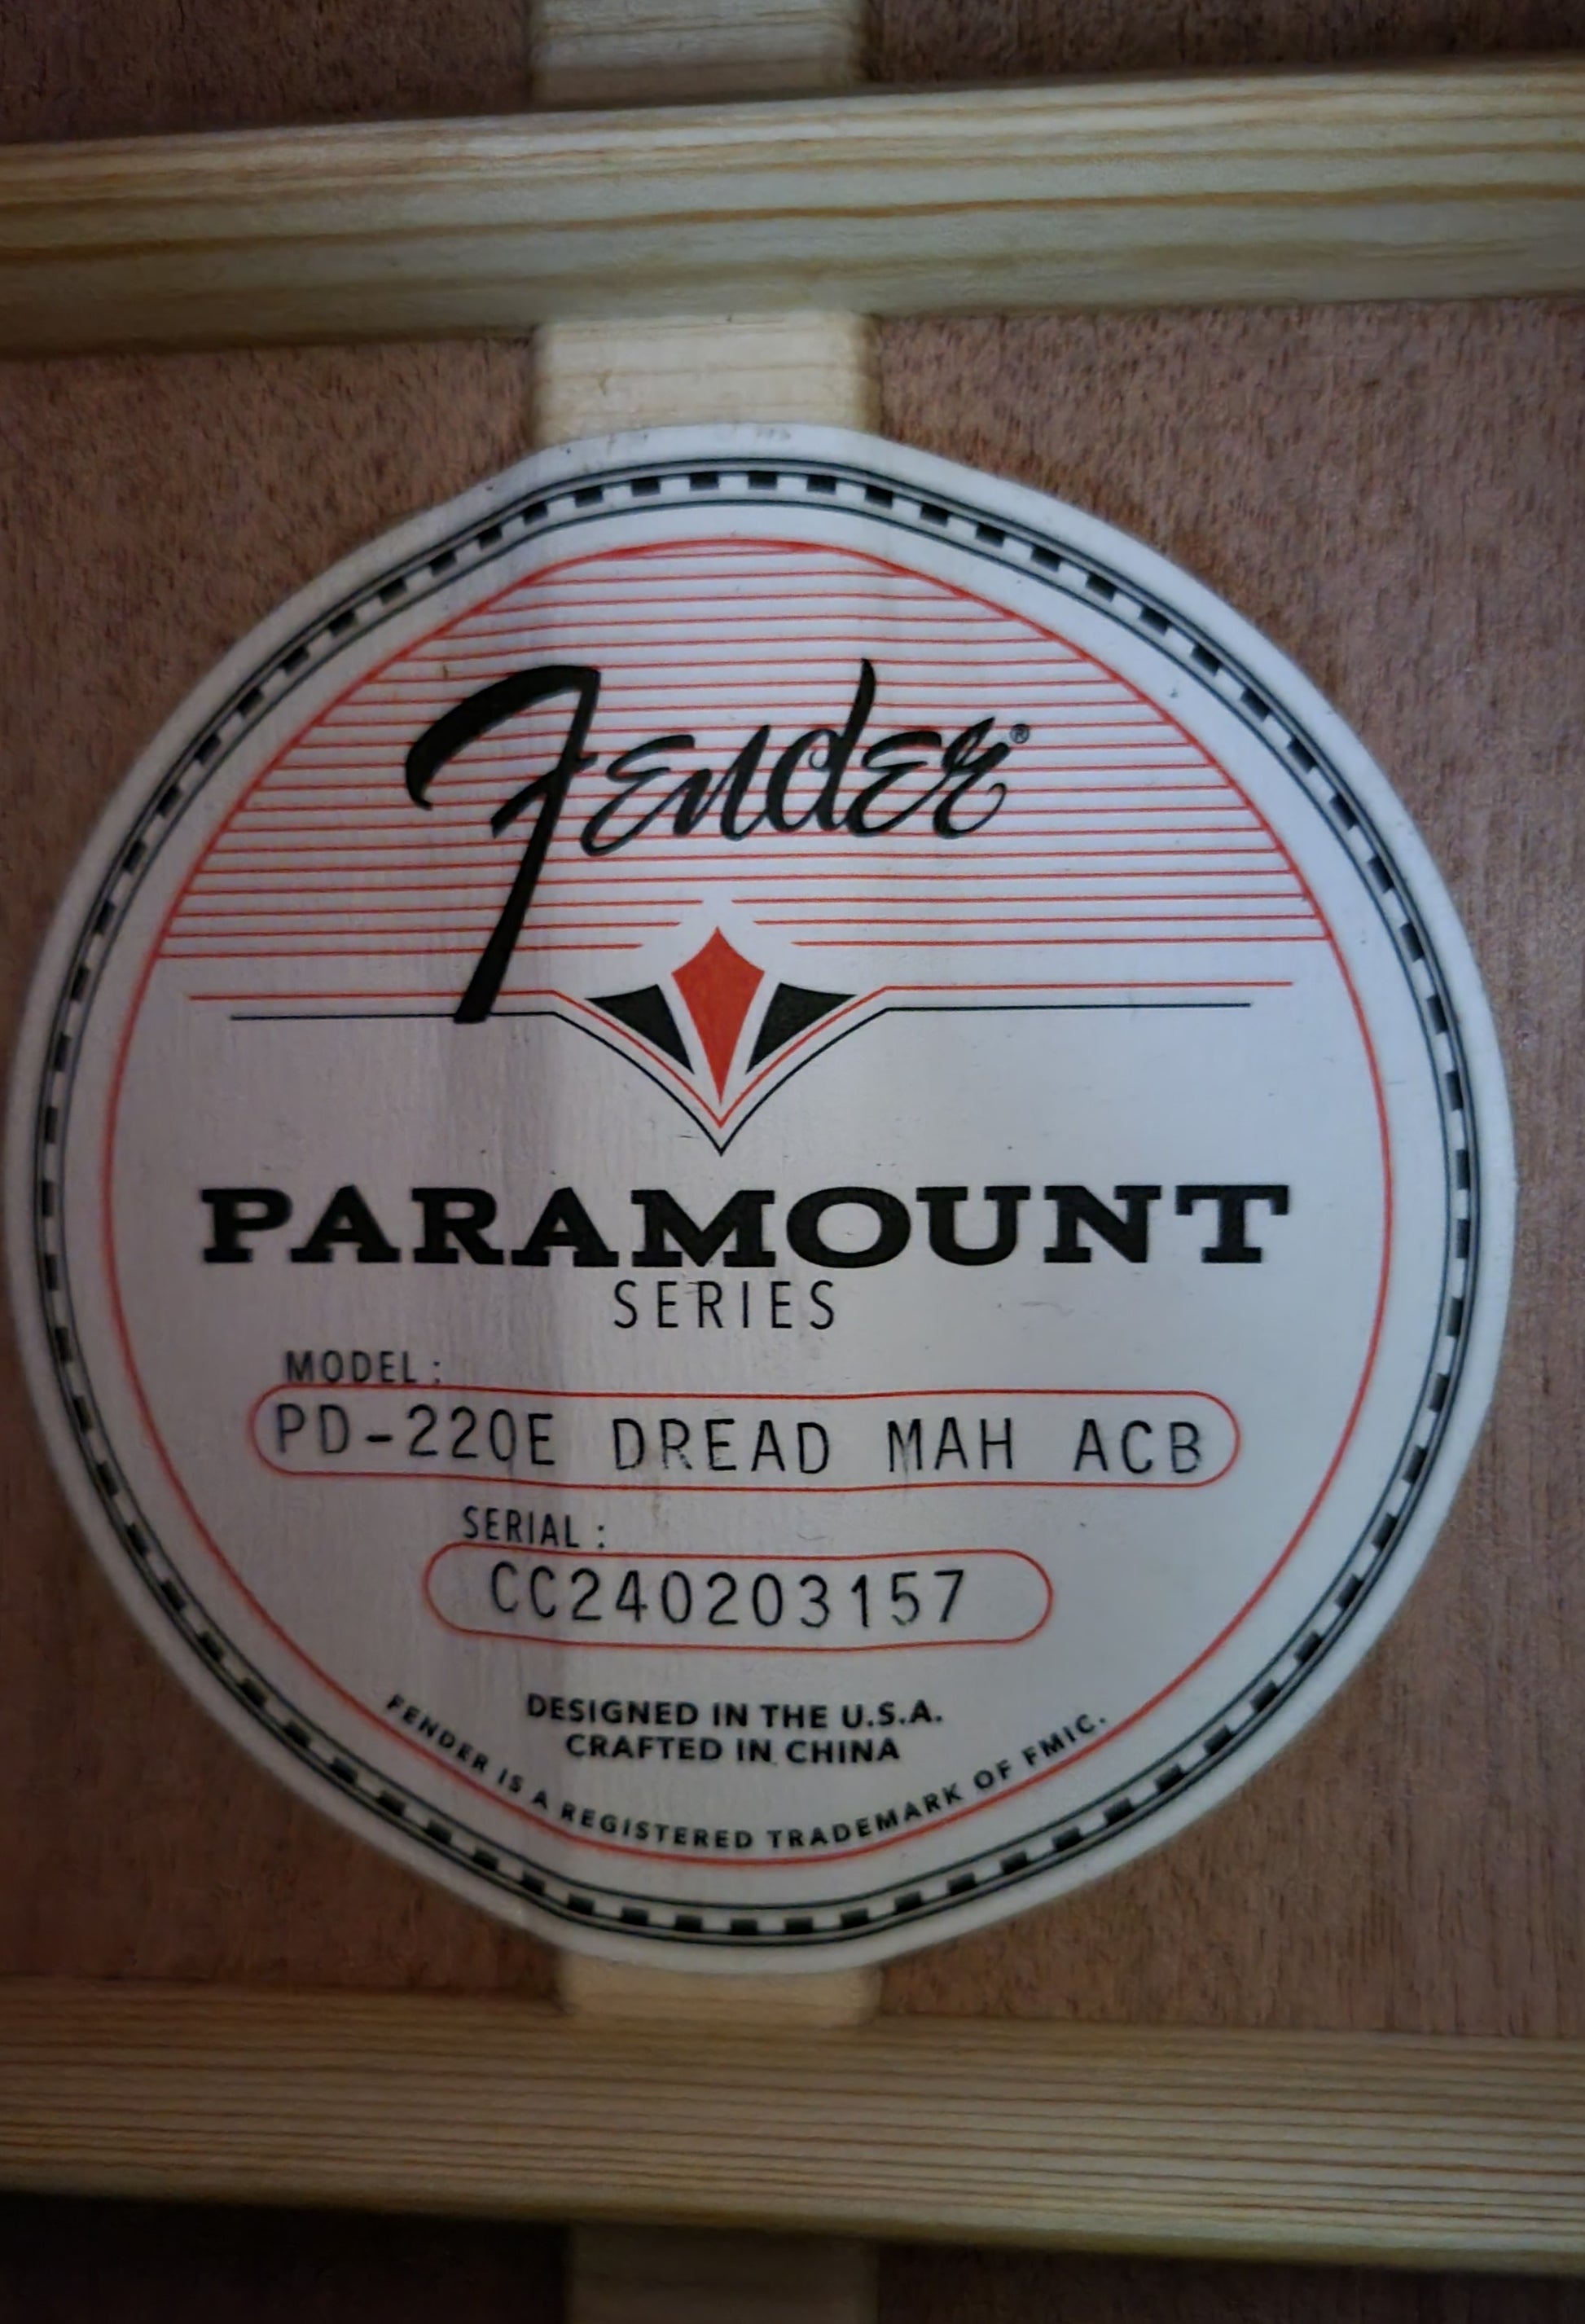 Fender®
PARAMOUNT
SERIES
MODEL :
PD-220E DREAD MAH ACB
SERIAL :
CC240203157
DESIGNED IN THE U.S.A.
CRAFTED IN CHINA
FENDER IS A REGISTERED TRADEMARK OF FMIC.